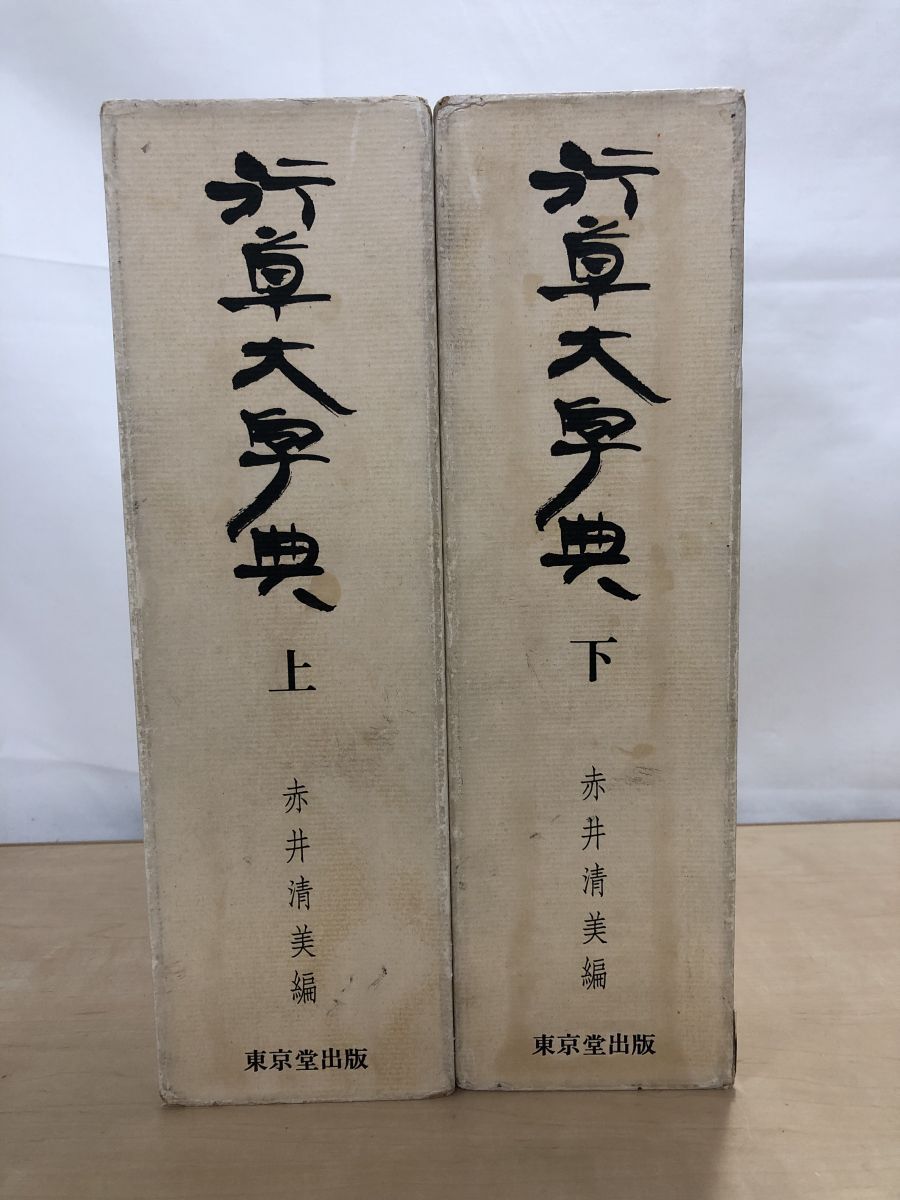 行草大字典
上
赤井清美編
東京堂出版
行草大字典
下
赤井清美編
東京堂出版